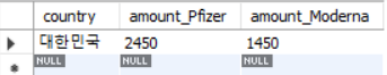 country amount_Pfizer amount_Moderna
대한민국 2450 1450
NULL NULL NULL